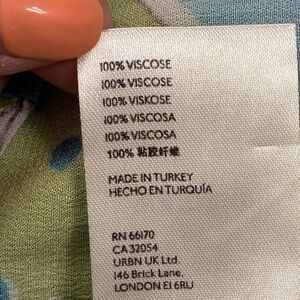 100% VISCOSE
100% VISCOSE
100% VISKOSE
100% VISCOSA
100% VISCOSA
100% 粘胶纤维
MADE IN TURKEY
HECHO EN TURQUÍA
RN 66170
CA 32054
URBN UK Ltd.
146 Brick Lane,
LONDON E1 6RU